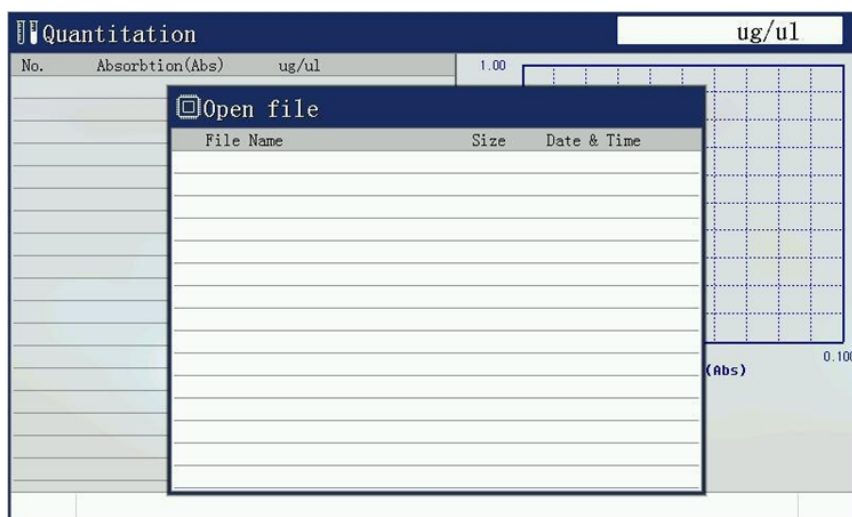 Quantitation
ug/ul
No. Absorbtion(Abs) ug/ul
1.00
Open file
File Name Size Date & Time
(Abs)
0.100